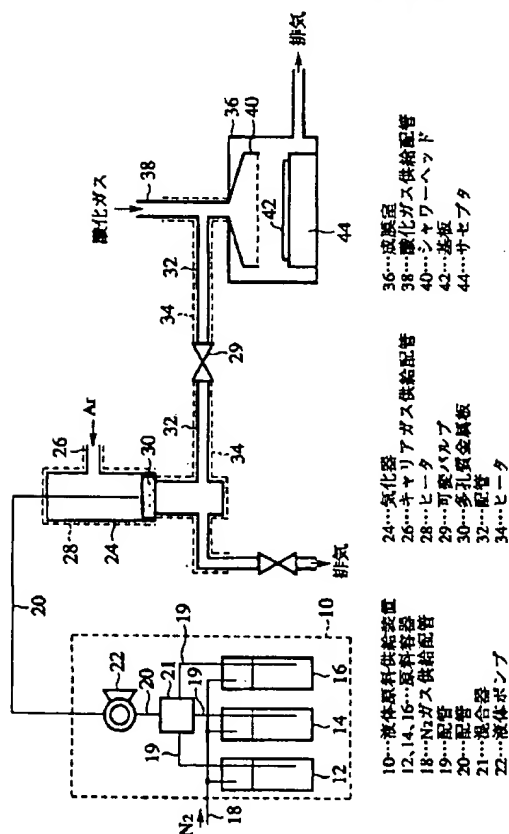 酸化ガス
38
36
40
排気
42
44
32
34
29
32
34
Ar
26
30
28
24
排気
20
22
20
21
19
10
19
19
16
14
12
18
N₂
10…液体原料供給装置
12,14,16…原料容器
18…N₂ガス供給配管
19…配管
20…配管
21…混合器
22…液体ポンプ
24…気化器
26…キャリアガス供給配管
28…ヒータ
29…可変バルブ
30…多孔質金属板
32…配管
34…ヒータ
36…成膜室
38…酸化ガス供給配管
40…シャワーヘッド
42…基板
44…サセプタ